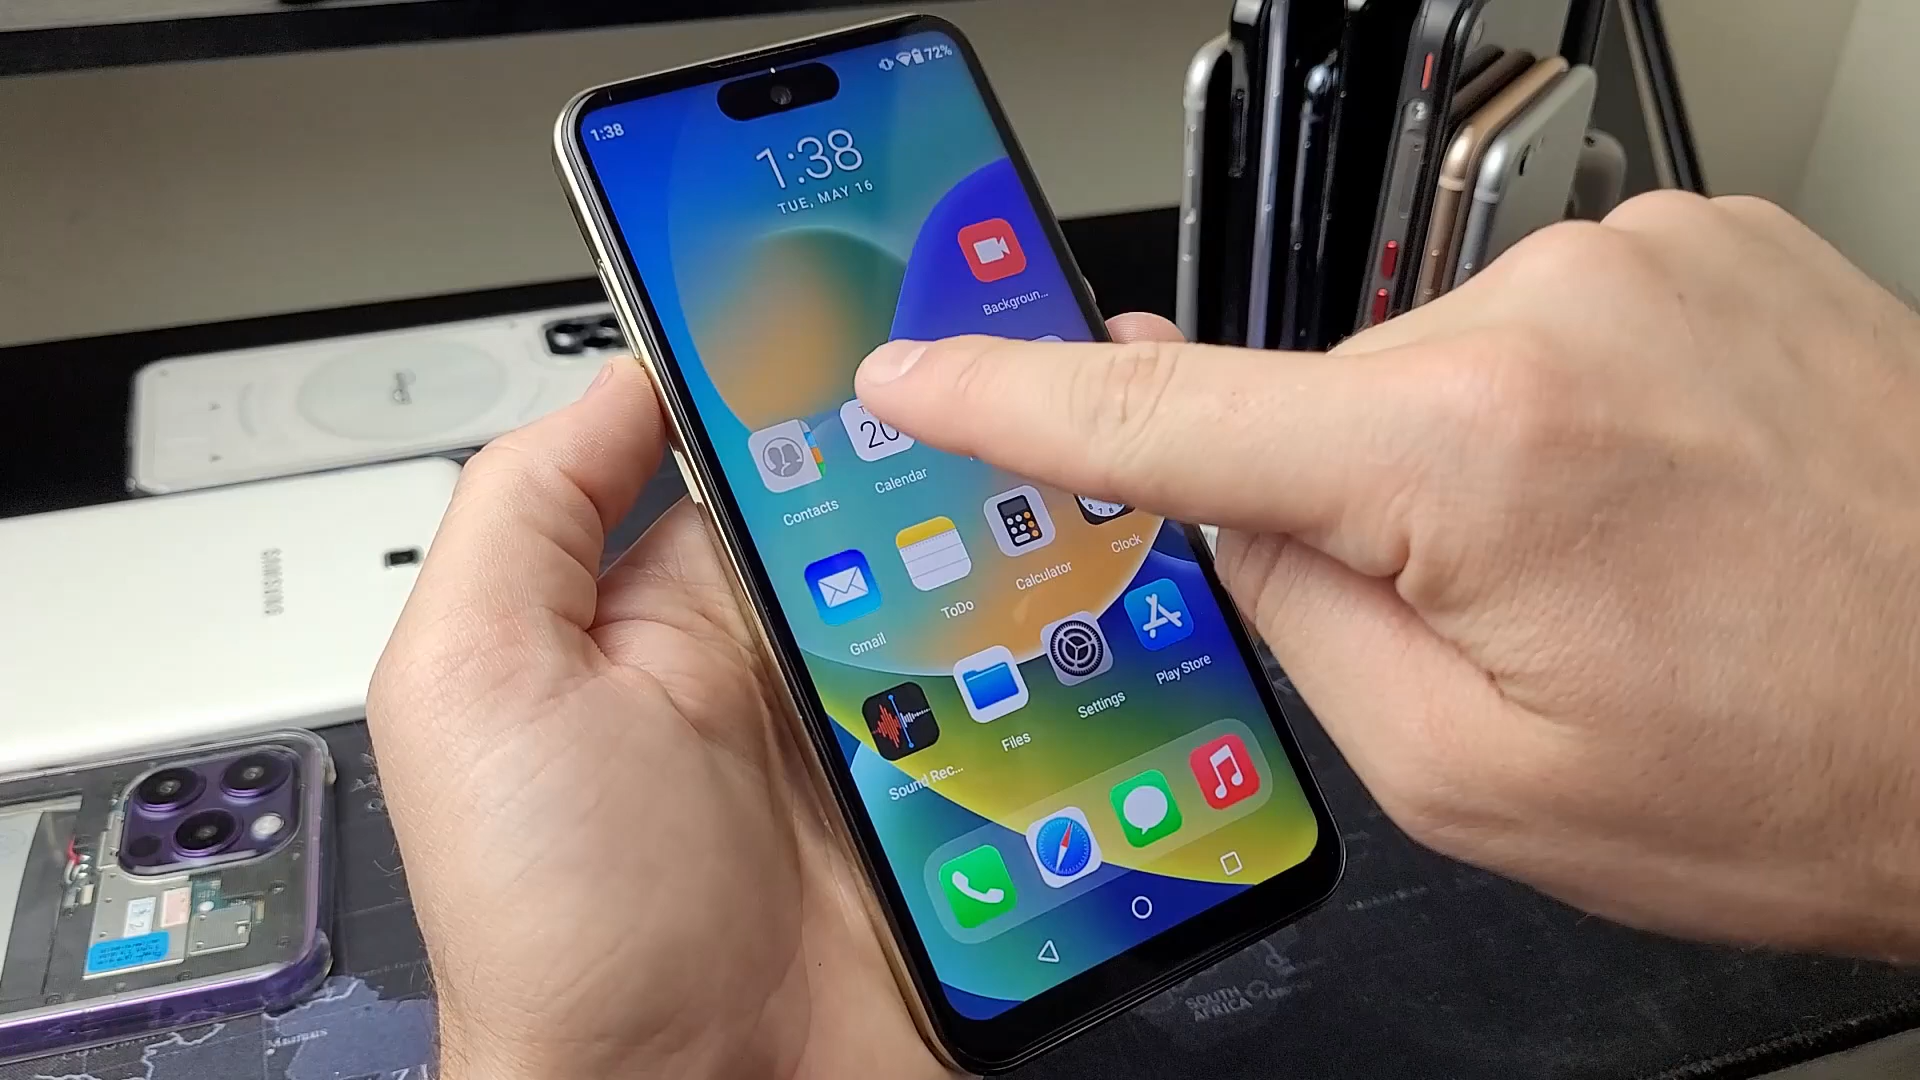 1:38
72%
1:38
TUE, MAY 16
Backgroun...
20
Contacts
Calendar
Clock
Gmail
ToDo
Calculator
Sound Rec...
Files
Settings
Play Store
SAMSUNG
SOUTH
AFRICA